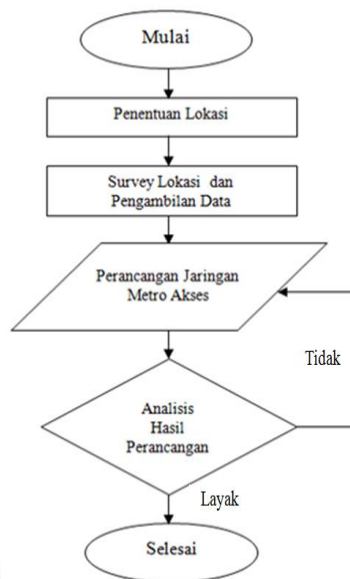 Mulai
Penentuan Lokasi
Survey Lokasi dan
Pengambilan Data
Perancangan Jaringan
Metro Akses
Tidak
Analisis
Hasil
Perancangan
Layak
Selesai